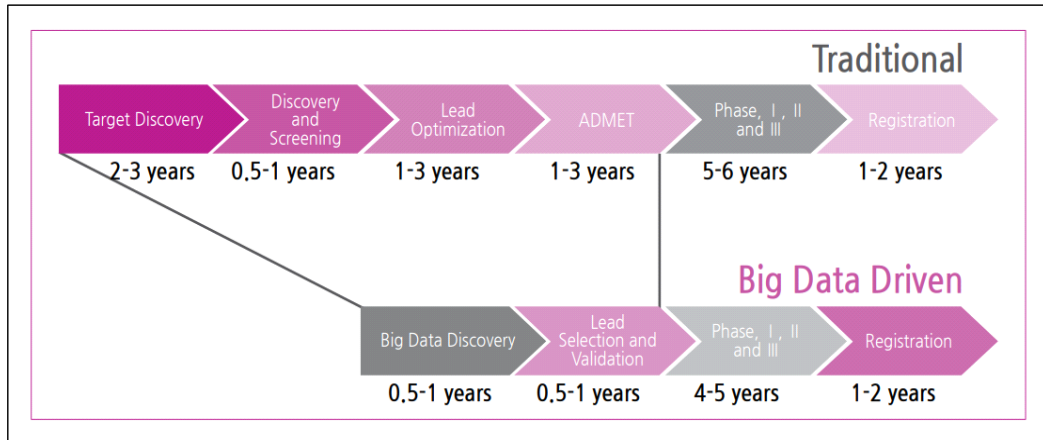 Traditional
Target Discovery
Discovery
and
Screening
Lead
Optimization
ADMET
Phase, I , II
and III
Registration
2-3 years
0.5-1 years
1-3 years
1-3 years
5-6 years
1-2 years
Big Data Driven
Big Data Discovery
Lead
Selection and
Validation
Phase, I , II
and III
Registration
0.5-1 years
0.5-1 years
4-5 years
1-2 years